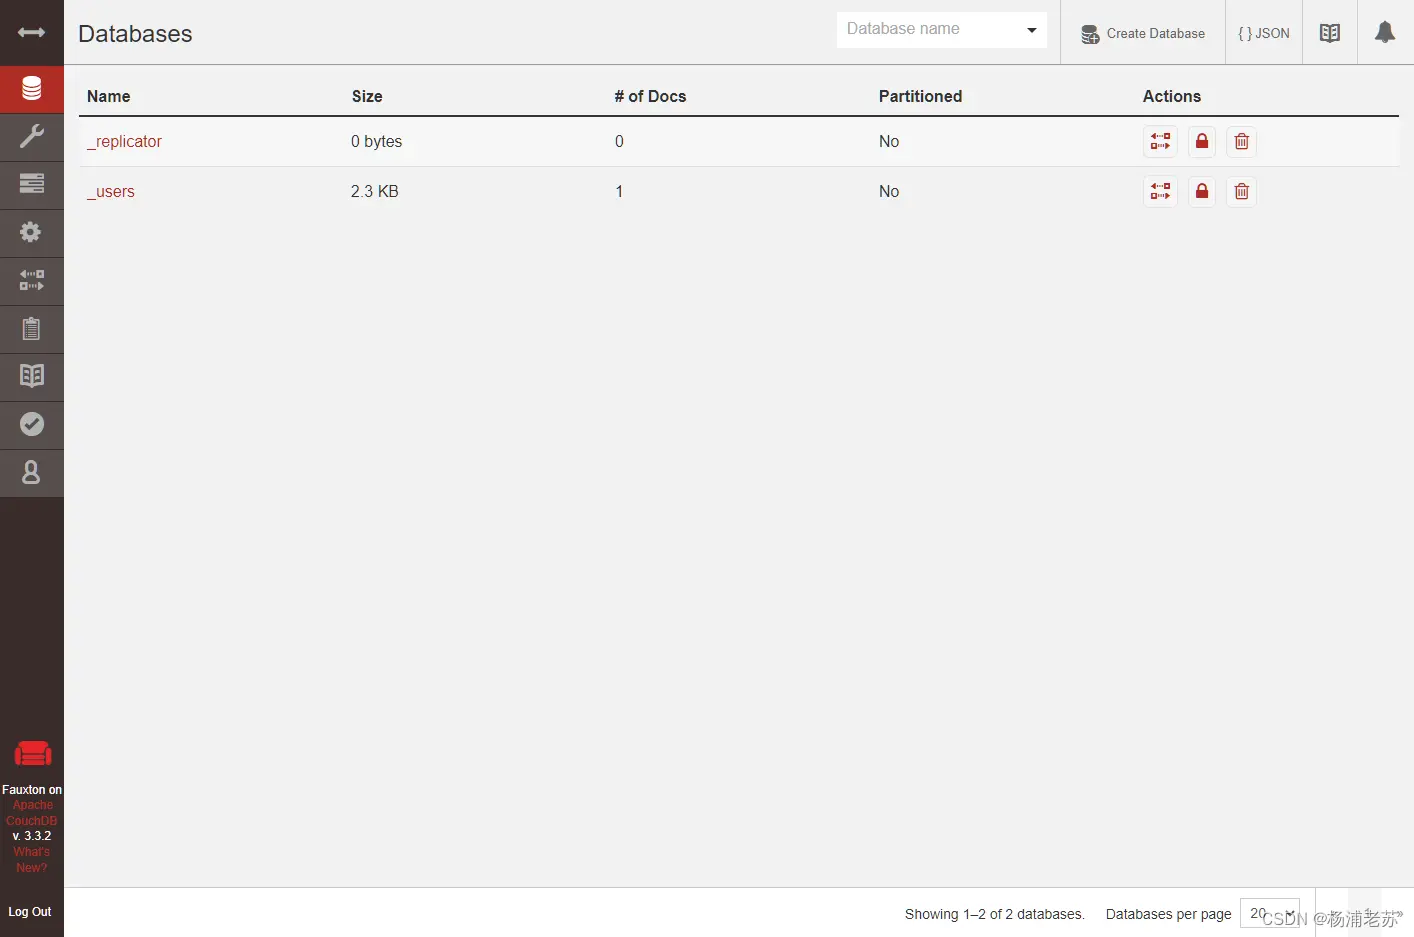 Databases
Database name
Create Database
{ } JSON
Name Size # of Docs Partitioned Actions
_replicator 0 bytes 0 No
_users 2.3 KB 1 No
Fauxton on
Apache
CouchDB
v. 3.3.2
What's
New?
Log Out
Showing 1–2 of 2 databases.
Databases per page
20
CSDN @杨浦老苏
»